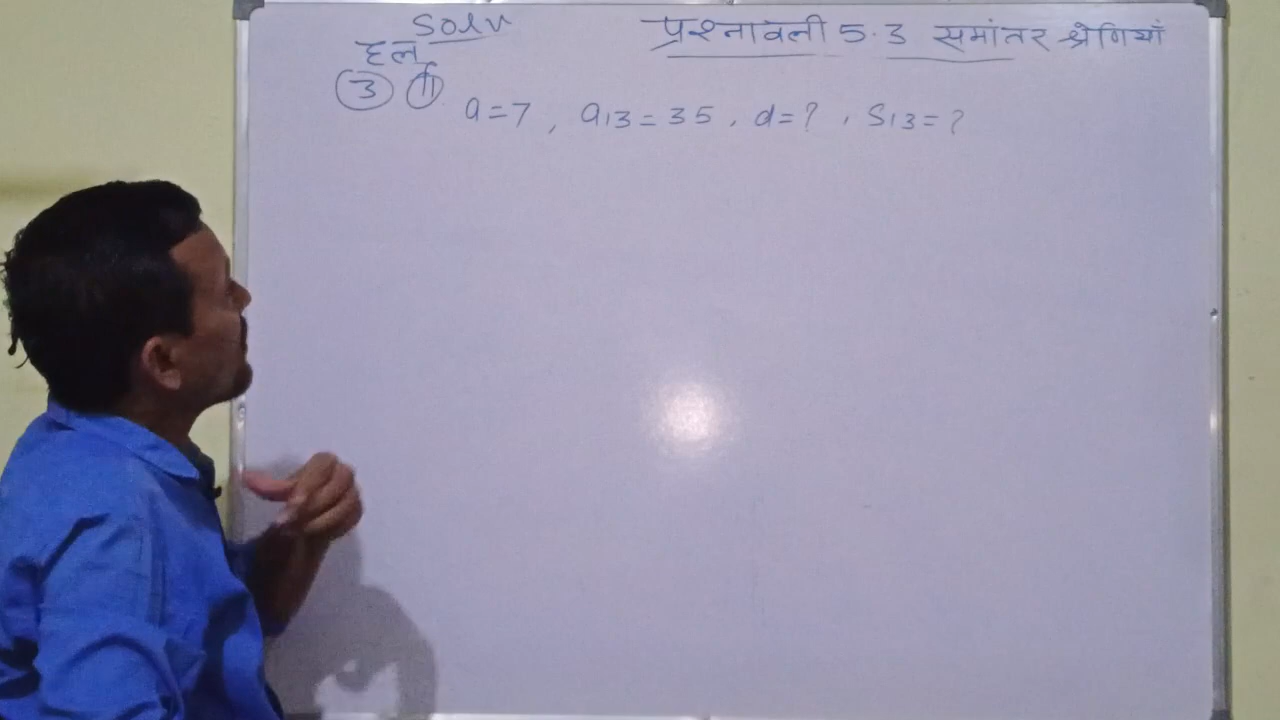 Solv प्रश्नावली 5.3 समांतर श्रेणियाँ
हल
3 ii a=7, a13=35, d=?, S13=?